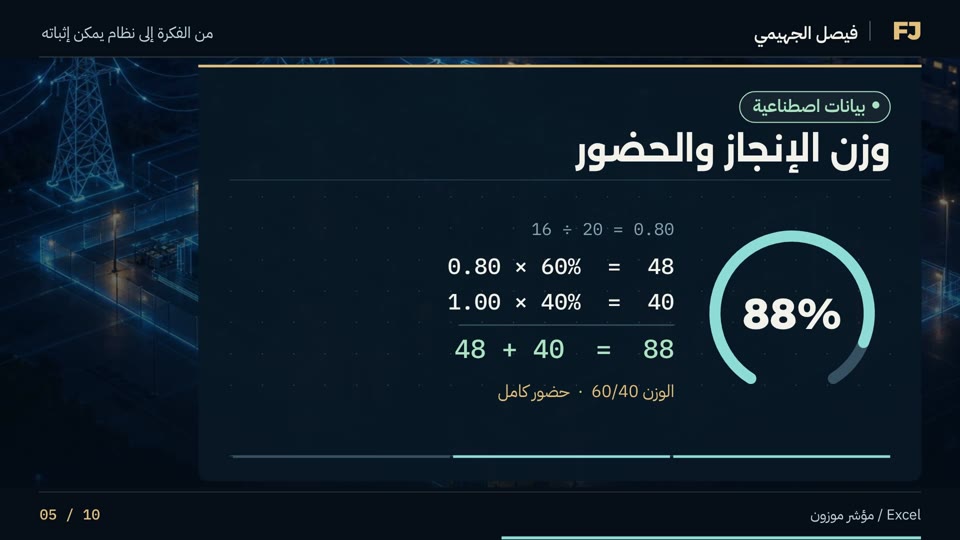 FJ | فيصل الجهيمي
من الفكرة إلى نظام يمكن إثباته
بيانات اصطناعية
وزن الإنجاز والحضور
16 ÷ 20 = 0.80
0.80 × 60% = 48
1.00 × 40% = 40
48 + 40 = 88
88%
الوزن 60/40 · حضور كامل
Excel / مؤشر موزون
05 / 10